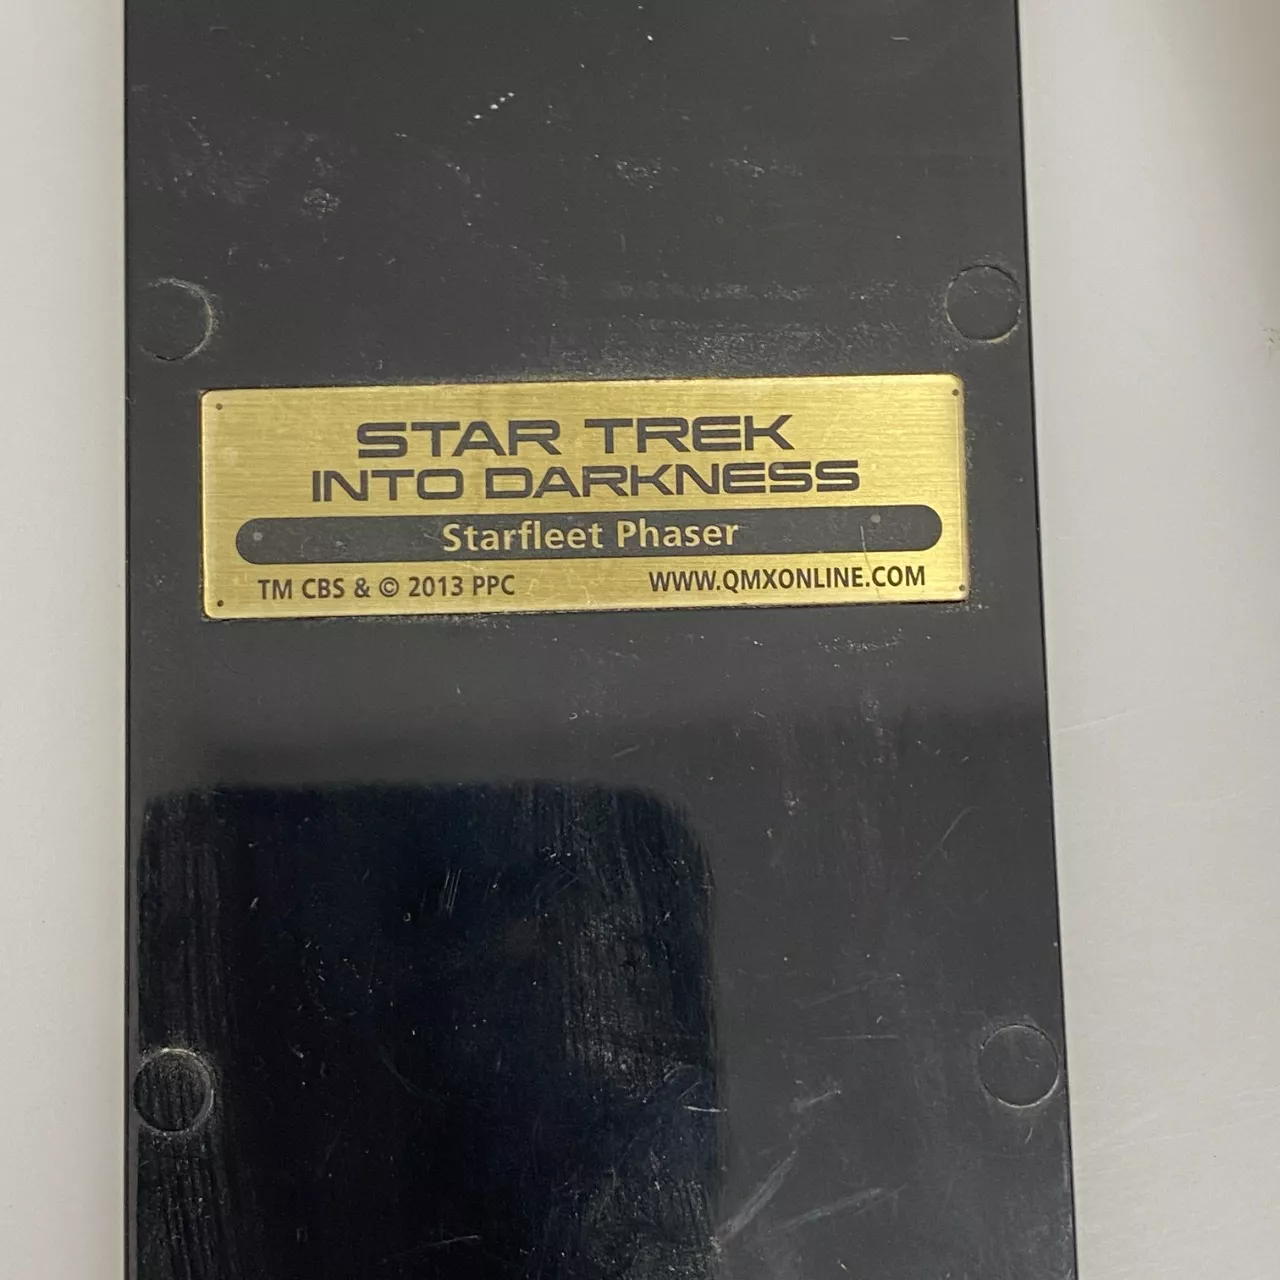 STAR TREK
INTO DARKNESS
Starfleet Phaser
TM CBS & © 2013 PPC WWW.QMXONLINE.COM